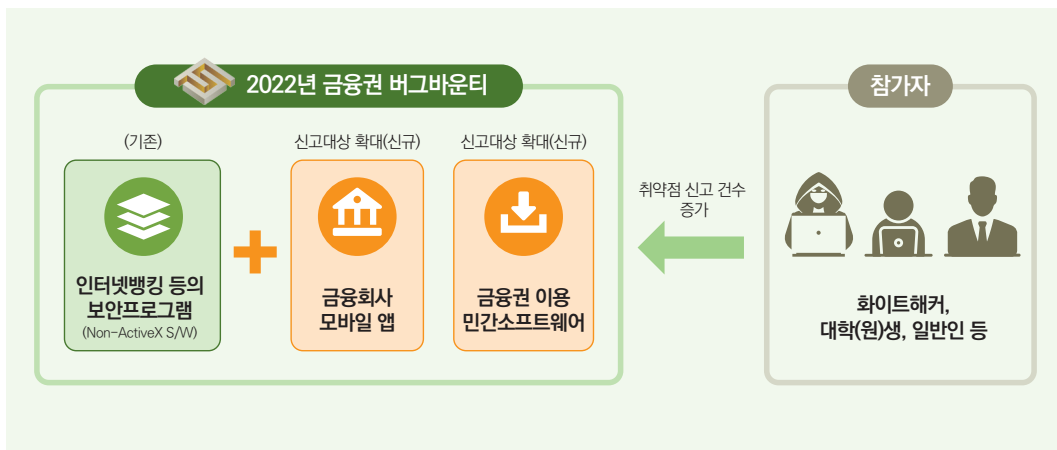 2022년 금융권 버그바운티
참가자
(기존)
신고대상 확대(신규)
신고대상 확대(신규)
인터넷뱅킹 등의
보안프로그램
(Non-ActiveX S/W)
금융회사
모바일 앱
금융권 이용
민간소프트웨어
취약점 신고 건수
증가
화이트해커,
대학(원)생, 일반인 등